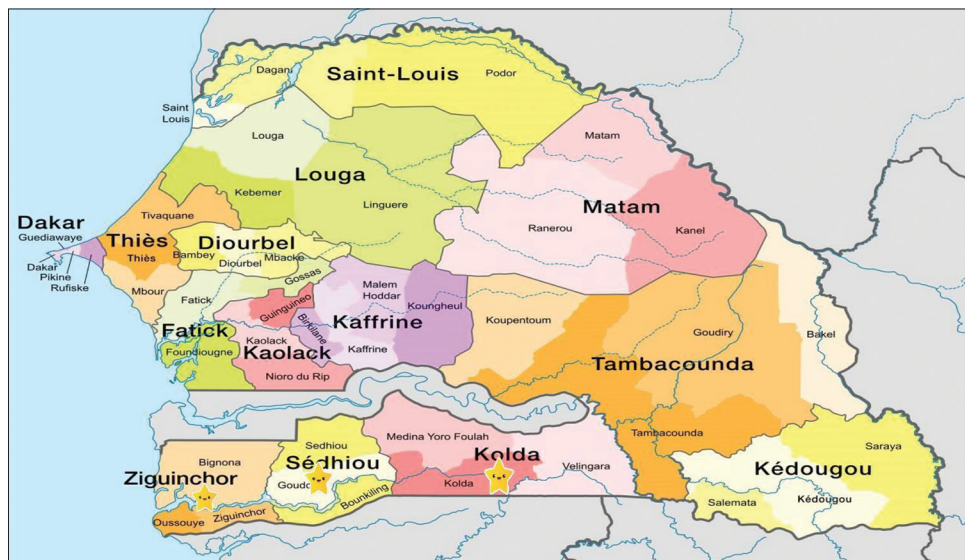 Dagan
Saint-Louis
Podor
Saint
Louis
Louga
Matam
Louga
Kebemer
Linguere
Matam
Ranerou
Kanel
Tivaquane
Dakar
Guediawaye
Thiès
Thiès
Diourbel
Bambey
Diourbel
Mbacke
Dakar
Pikine
Rufiske
Mbour
Gossas
Fatick
Guinguineo
Malem
Hoddar
Koungheul
Koupentoum
Goudiry
Bakel
Birkilane
Kaffrine
Fatick
Kaolack
Kaffrine
Foundiougne
Kaolack
Nioro du Rip
Tambacounda
Medina Yoro Foulah
Tambacounda
Saraya
Sedhiou
Kolda
Bignona
Sédhiou
Velingara
Kédougou
Ziguinchor
Goudo
Kolda
Bounkiling
Salemata
Kédougou
Oussouye
Ziguinchor